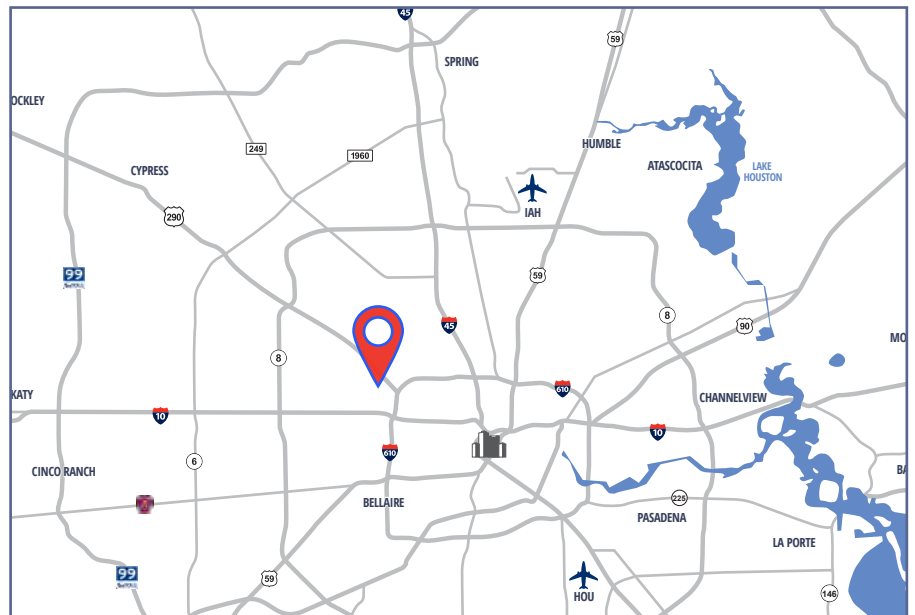 45
59
SPRING
OCKLEY
HUMBLE
249
1960
ATASCOCITA
LAKE
HOUSTON
CYPRESS
IAH
290
99
59
8
45
90
MO
8
KATY
610
CHANNELVIEW
10
10
610
6
CINCO RANCH
BA
BELLAIRE
225
PASADENA
LA PORTE
99
59
HOU
146